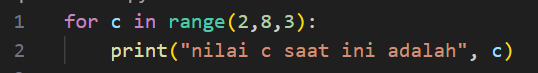 1 for c in range(2,8,3):
2     print("nilai c saat ini adalah", c)